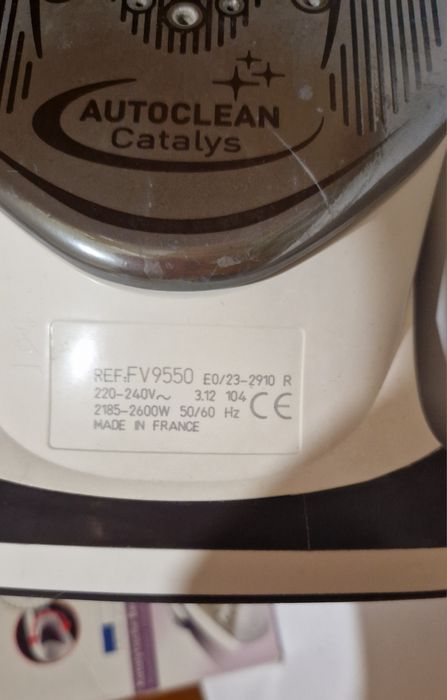 AUTOCLEAN
Catalys
REF:FV9550 E0/23-2910 R
220-240V~ 3.12 104
2185-2600W 50/60 Hz CE
MADE IN FRANCE